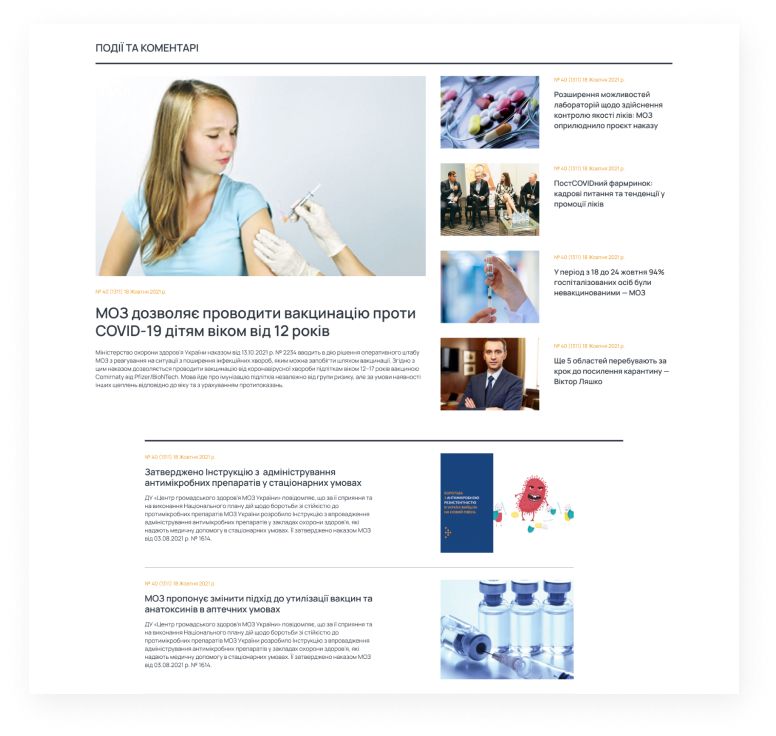 ПОДІЇ ТА КОМЕНТАРІ
№ 40 (1311) 18 Жовтня 2021 р.
МОЗ дозволяє проводити вакцинацію проти
COVID-19 дітям віком від 12 років
Міністерство охорони здоров'я України наказом від 13.10.2021 р. № 2234 вводить в дію рішення оперативного штабу
МОЗ з реагування на ситуації з поширення інфекційних хвороб, яким можна запобігти шляхом вакцинації. Згідно з
цим наказом дозволяється проводити вакцинацію від коронавірусної хвороби підліткам віком 12–17 років вакциною
Comirnaty від Pfizer/BioNTech. Мова йде про імунізацію підлітків незалежно від групи ризику, але за умови наявності
інших щеплень відповідно до віку та з урахуванням протипоказань.
№ 40 (1311) 18 Жовтня 2021 р.
Розширення можливостей
лабораторій щодо здійснення
контролю якості ліків: МОЗ
оприлюднило проєкт наказу
№ 40 (1311) 18 Жовтня 2021 р.
ПостCOVIDний фармринок:
кадрові питання та тенденції у
промоції ліків
№ 40 (1311) 18 Жовтня 2021 р.
У період з 18 до 24 жовтня 94%
госпіталізованих осіб були
невакцинованими — МОЗ
№ 40 (1311) 18 Жовтня 2021 р.
Ще 5 областей перебувають за
крок до посилення карантину —
Віктор Ляшко
№ 40 (1311) 18 Жовтня 2021 р.
Затверджено Інструкцію з адміністрування
антимікробних препаратів у стаціонарних умовах
ДУ «Центр громадського здоров'я МОЗ України» повідомляє, що за її сприяння та
на виконання Національного плану дій щодо боротьби зі стійкістю до
протимікробних препаратів МОЗ України розробило Інструкцію з впровадження
адміністрування антимікробних препаратів у закладах охорони здоров'я, які
надають медичну допомогу в стаціонарних умовах. Її затверджено наказом МОЗ
від 03.08.2021 р. № 1614.
БОРОТЬБА
З АНТИМІКРОБНОЮ
РЕЗИСТЕНТНІСТЮ
В УКРАЇНІ ВИЙШЛА
НА НОВИЙ РІВЕНЬ
№ 40 (1311) 18 Жовтня 2021 р.
МОЗ пропонує змінити підхід до утилізації вакцин та
анатоксинів в аптечних умовах
ДУ «Центр громадського здоров'я МОЗ України» повідомляє, що за її сприяння та
на виконання Національного плану дій щодо боротьби зі стійкістю до
протимікробних препаратів МОЗ України розробило Інструкцію з впровадження
адміністрування антимікробних препаратів у закладах охорони здоров'я, які
надають медичну допомогу в стаціонарних умовах. Її затверджено наказом МОЗ
від 03.08.2021 р. № 1614.